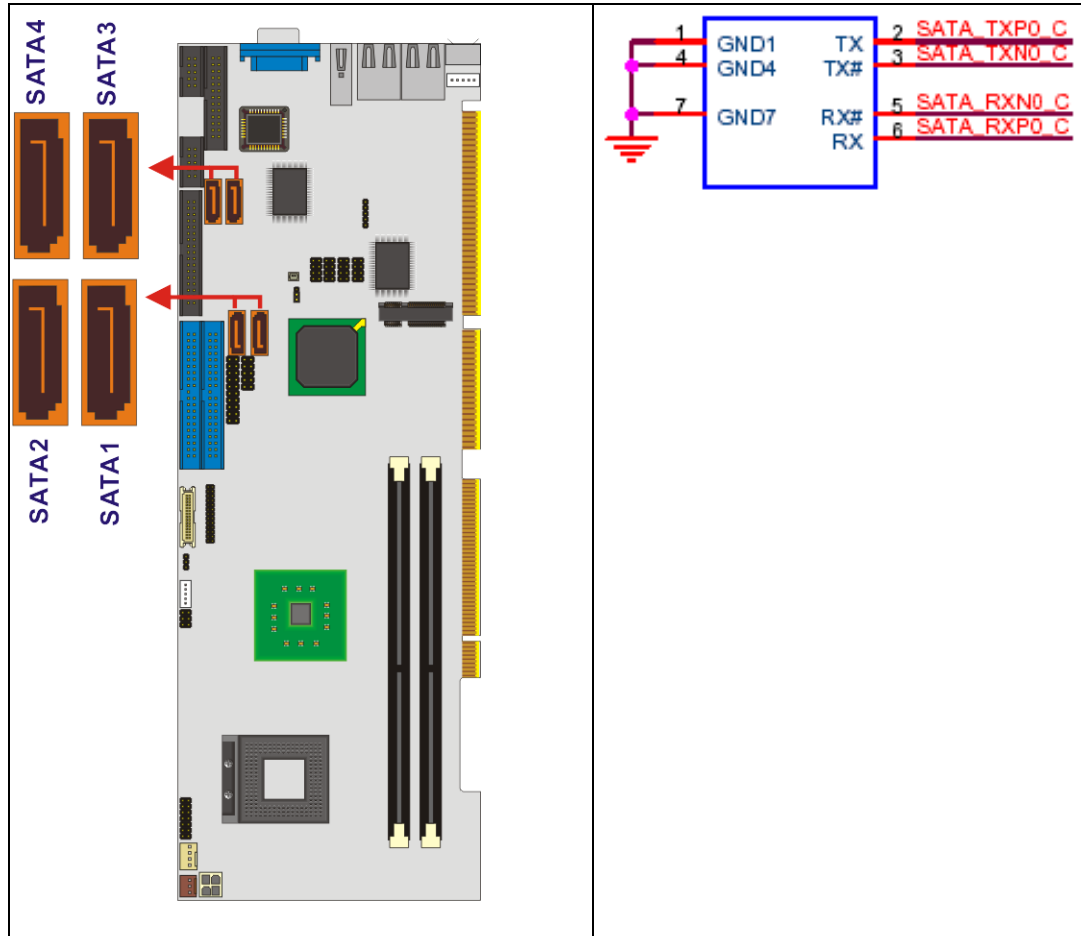 SATA4
SATA3
SATA2
SATA1
1 GND1 TX 2 SATA_TXP0_C
4 GND4 TX# 3 SATA_TXN0_C
7 GND7 RX# 5 SATA_RXN0_C
RX 6 SATA_RXP0_C